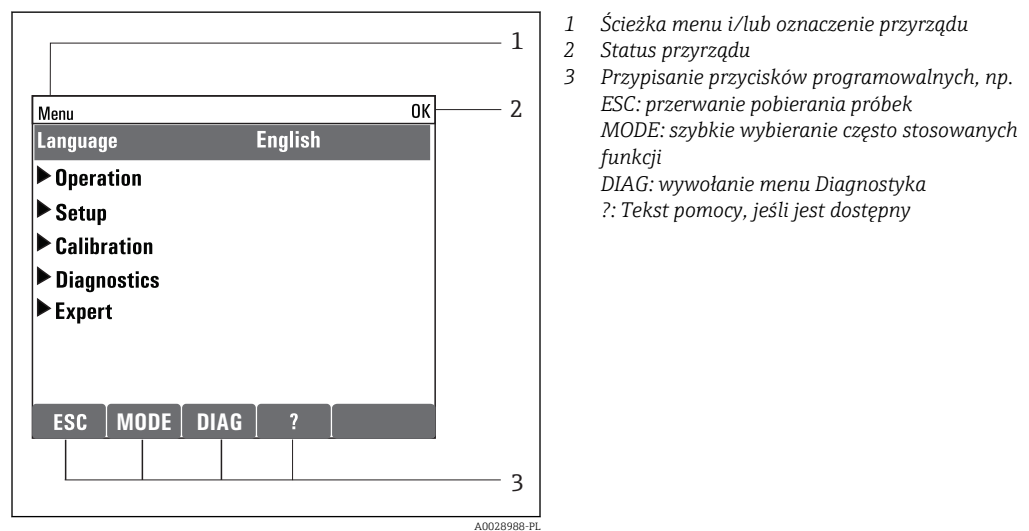 1
Menu OK
2
Language English
Operation
Setup
Calibration
Diagnostics
Expert
ESC MODE DIAG ?
3
A0028988-PL
1 Ścieżka menu i/lub oznaczenie przyrządu
2 Status przyrządu
3 Przypisanie przycisków programowalnych, np.
ESC: przerwanie pobierania próbek
MODE: szybkie wybieranie często stosowanych
funkcji
DIAG: wywołanie menu Diagnostyka
?: Tekst pomocy, jeśli jest dostępny